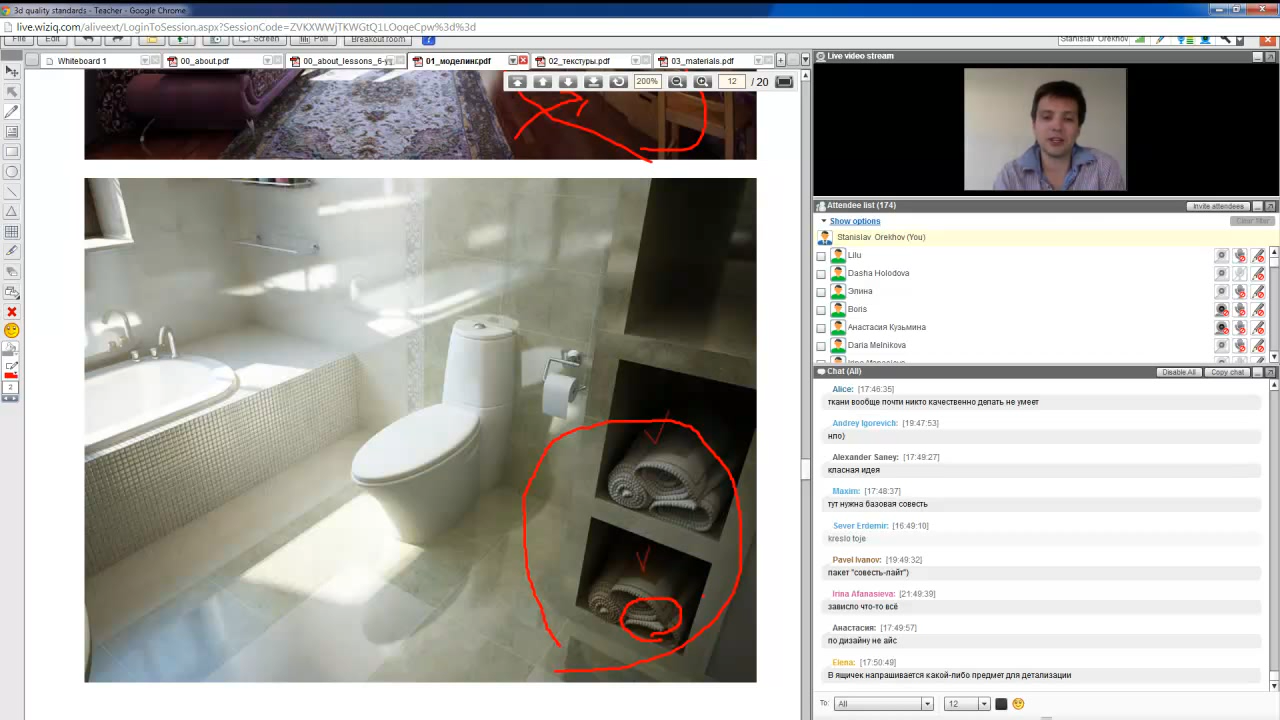 3d quality standards - Teacher - Google Chrome
live.wiziq.com/aliveext/LoginToSession.aspx?SessionCode=ZVKXWWjTKWGtQ1LOoqeCpw%3d%3d
File Edit Screen Poll Breakout room Stanislav Orekhov
Whiteboard 1 00_about.pdf 00_about_lessons_6-y 01_моделинг.pdf 02_текстуры.pdf 03_materials.pdf
200% 12 / 20
2
Live video stream
Attendee list (174) Invite attendees
Show options Clear filter
Stanislav Orekhov (You)
Lilu
Dasha Holodova
Элина
Boris
Анастасия Кузьмина
Daria Melnikova
Irina Afanasieva
Chat (All) Disable All Copy chat
Alice: [17:46:35]
ткани вообще почти никто качественно делать не умеет
Andrey Igorevich: [19:47:53]
нло)
Alexander Saney: [17:49:27]
класная идея
Maxim: [17:48:37]
тут нужна базовая совесть
Sever Erdemir: [16:49:10]
kreslo toje
Pavel Ivanov: [19:49:32]
пакет "совесть-лайт")
Irina Afanasieva: [21:49:39]
зависло что-то всё
Анастасия: [17:49:57]
по дизайну не айс
Elena: [17:50:49]
В ящичек напрашивается какой-либо предмет для детализации
To: All 12